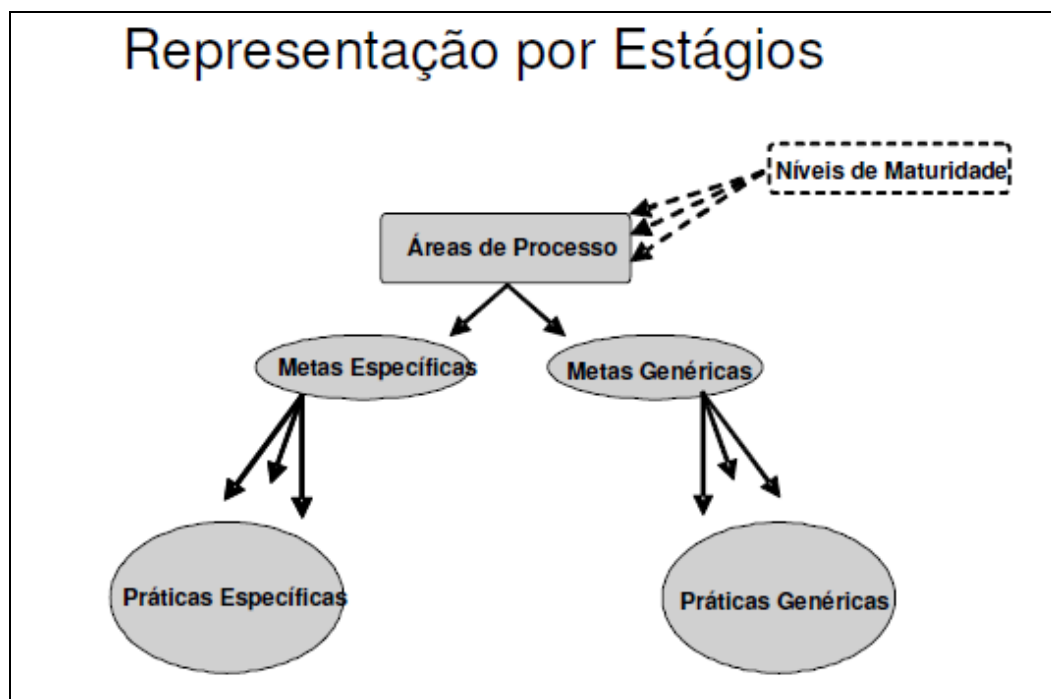 Representação por Estágios
Níveis de Maturidade
Áreas de Processo
Metas Específicas
Metas Genéricas
Práticas Específicas
Práticas Genéricas